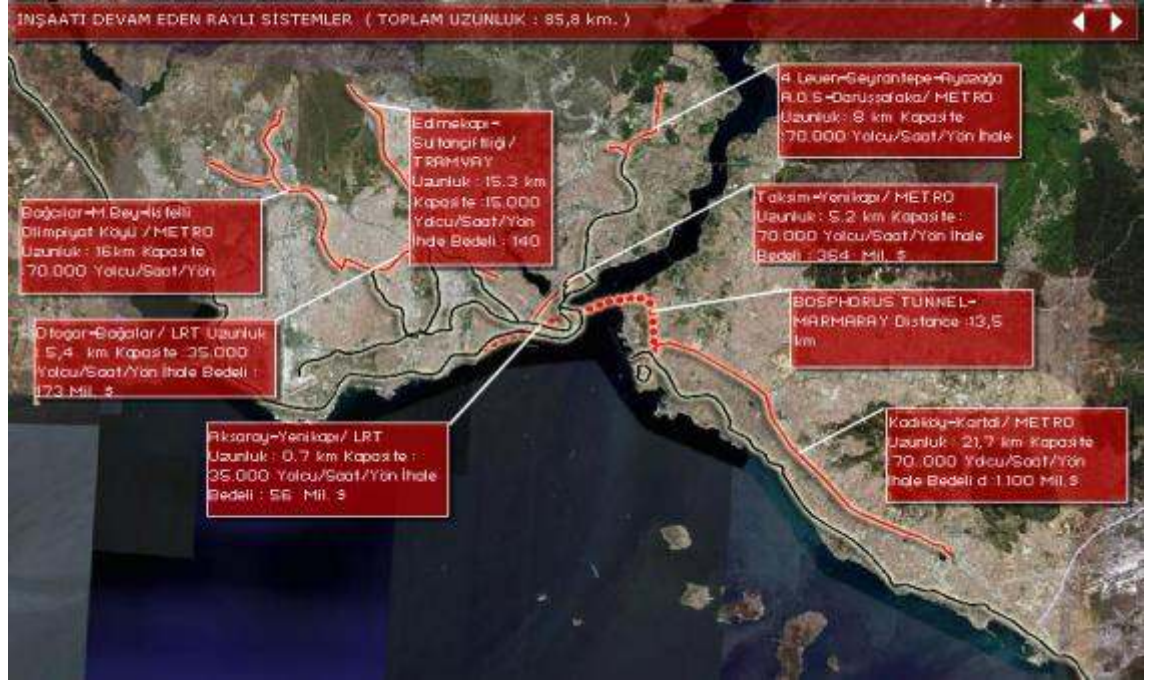 İNŞAATI DEVAM EDEN RAYLI SİSTEMLER ( TOPLAM UZUNLUK : 85,8 km. )
4.Levent-Seyrantepe-Ayazağa
A.O.S-Darüşşafaka/ METRO
Uzunluk : 8 km Kapasite
:70.000 Yolcu/Saat/Yön İhale
Edirnekapı-
Sultançiftliği/
TRAMVAY
Uzunluk : 15.3 km
Kapasite :15.000
Yolcu/Saat/Yön
İhale Bedeli : 140
Taksim-Yenikapı/ METRO
Uzunluk : 5.2 km Kapasite :
70.000 Yolcu/Saat/Yön İhale
Bedeli : 364 Mil. $
Bağcılar-M.Bey-İkitelli
Olimpiyat Köyü /METRO
Uzunluk : 16km Kapasite
:70.000 Yolcu/Saat/Yön
BOSPHORUS TUNNEL-
MARMARAY Distance :13,5
km
Otogar-Bağcılar/ LRT Uzunluk
: 5,4 km Kapasite :35.000
Yolcu/Saat/Yön İhale Bedeli :
173 Mil. $
Aksaray-Yenikapı/ LRT
Uzunluk : 0.7 km Kapasite :
35.000 Yolcu/Saat/Yön İhale
Bedeli : 56 Mil. $
Kadıköy-Kartal/ METRO
Uzunluk : 21,7 km Kapasite
:70.000 Yolcu/Saat/Yön
İhale Bedeli d :1.100 Mil.$